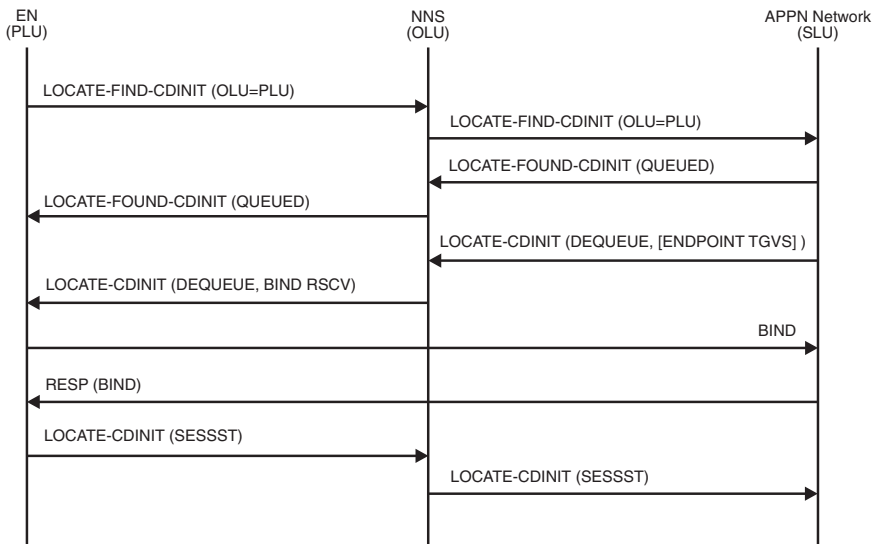 EN
(PLU)
NNS
(OLU)
APPN Network
(SLU)
LOCATE-FIND-CDINIT (OLU=PLU)
LOCATE-FIND-CDINIT (OLU=PLU)
LOCATE-FOUND-CDINIT (QUEUED)
LOCATE-FOUND-CDINIT (QUEUED)
LOCATE-CDINIT (DEQUEUE, [ENDPOINT TGVS] )
LOCATE-CDINIT (DEQUEUE, BIND RSCV)
BIND
RESP (BIND)
LOCATE-CDINIT (SESSST)
LOCATE-CDINIT (SESSST)